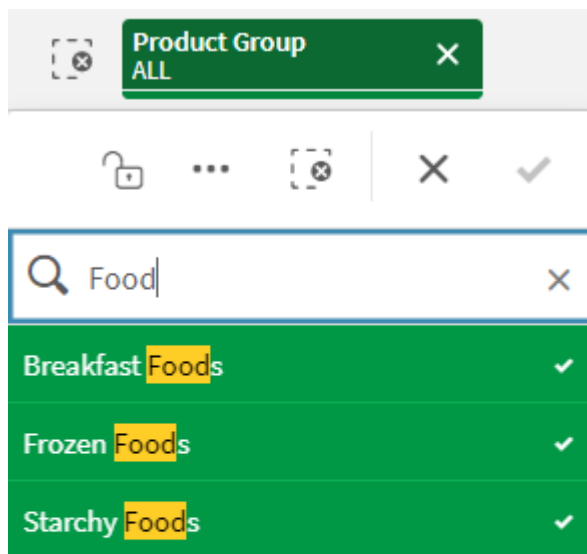 Product Group
ALL
Food
Breakfast Foods
Frozen Foods
Starchy Foods